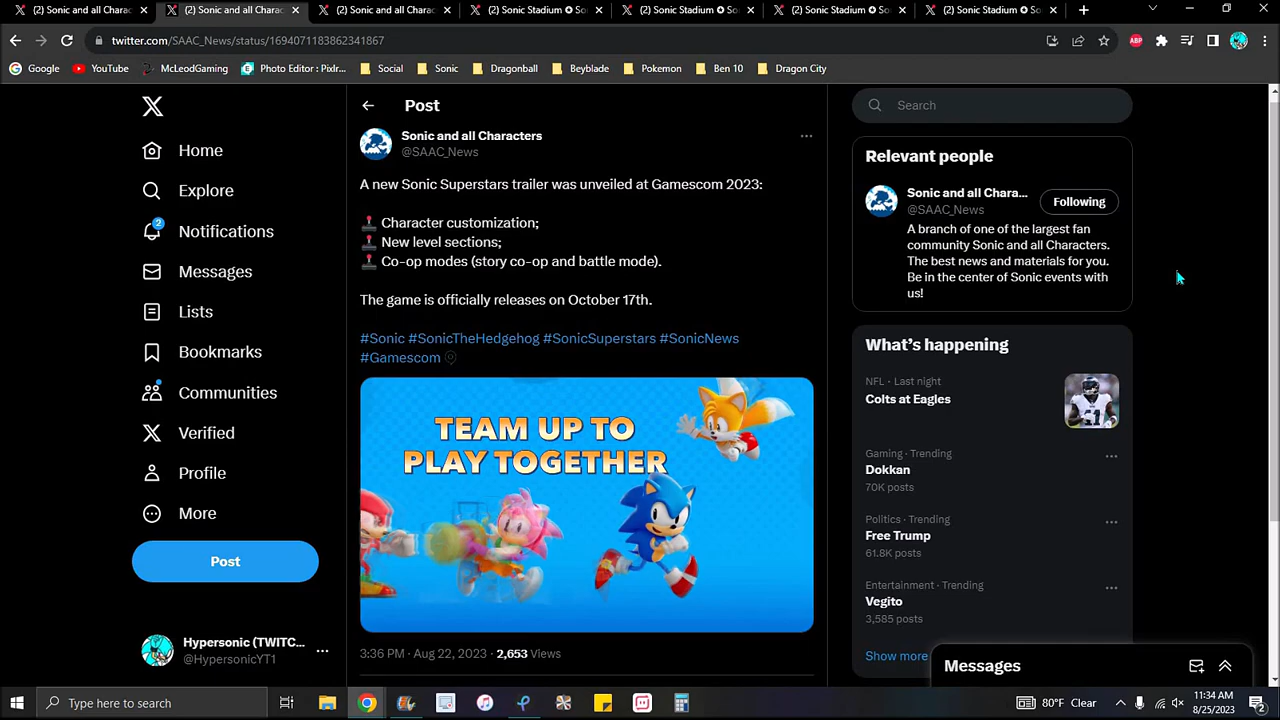 (2) Sonic and all Charac
(2) Sonic and all Charac
(2) Sonic and all Charac
(2) Sonic Stadium ✪ So
(2) Sonic Stadium ✪ So
(2) Sonic Stadium ✪ So
(2) Sonic Stadium ✪ So
twitter.com/SAAC_News/status/1694071183862341867
ABP
Google
YouTube
McLeodGaming
Photo Editor : Pixlr...
Social
Sonic
Dragonball
Beyblade
Pokemon
Ben 10
Dragon City
X
Home
Explore
2
Notifications
Messages
Lists
Bookmarks
Communities
Verified
Profile
More
Post
Hypersonic (TWITC...
@HypersonicYT1
Post
Sonic and all Characters
@SAAC_News
A new Sonic Superstars trailer was unveiled at Gamescom 2023:
🕹️ Character customization;
🕹️ New level sections;
🕹️ Co-op modes (story co-op and battle mode).
The game is officially releases on October 17th.
#Sonic #SonicTheHedgehog #SonicSuperstars #SonicNews
#Gamescom
TEAM UP TO
PLAY TOGETHER
3:36 PM · Aug 22, 2023 · 2,653 Views
Search
Relevant people
Sonic and all Chara...
@SAAC_News
Following
A branch of one of the largest fan
community Sonic and all Characters.
The best news and materials for you.
Be in the center of Sonic events with
us!
What's happening
NFL · Last night
Colts at Eagles
Gaming · Trending
Dokkan
70K posts
Politics · Trending
Free Trump
61.8K posts
Entertainment · Trending
Vegito
3,585 posts
Show more
Messages
Type here to search
80°F Clear
11:34 AM
8/25/2023
2